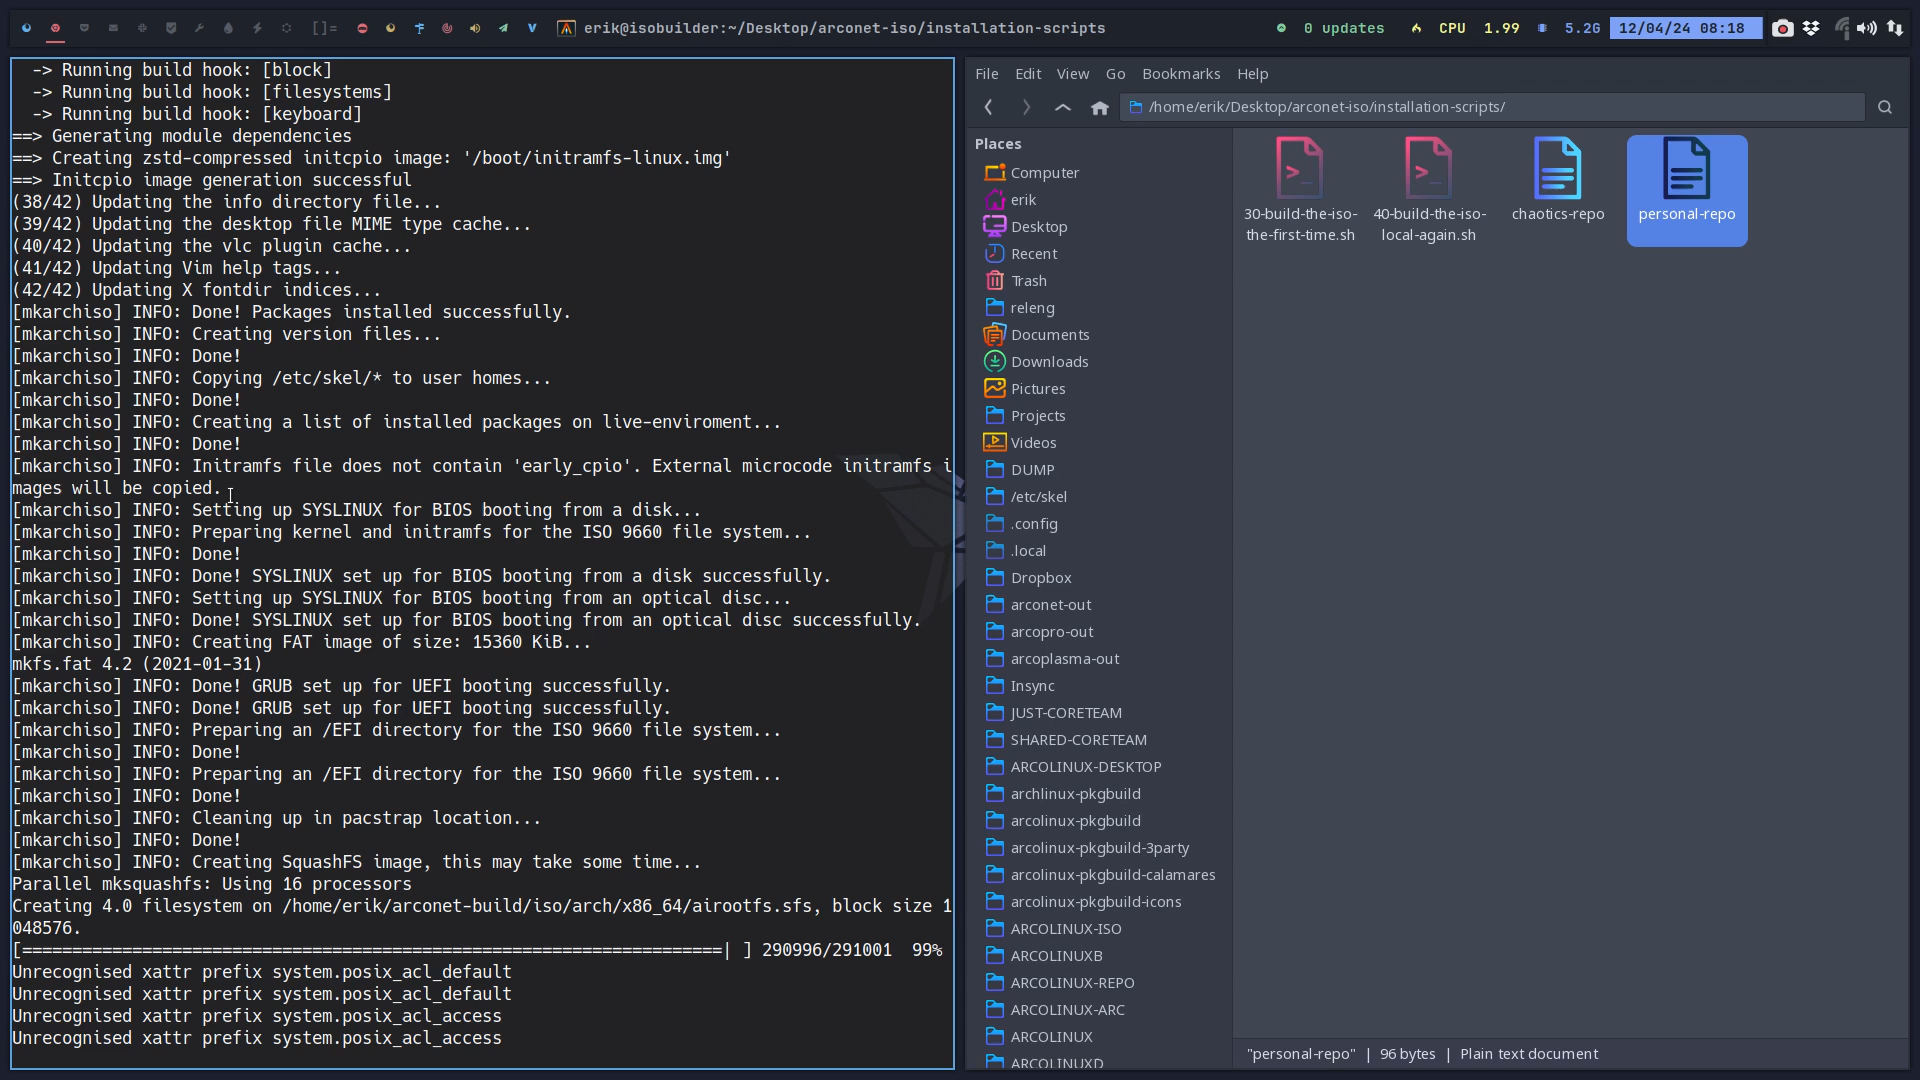 []=
erik@isobuilder:~/Desktop/arconet-iso/installation-scripts
0 updates
CPU 1.99
5.2G
12/04/24 08:18
-> Running build hook: [block]
-> Running build hook: [filesystems]
-> Running build hook: [keyboard]
==> Generating module dependencies
==> Creating zstd-compressed initcpio image: '/boot/initramfs-linux.img'
==> Initcpio image generation successful
(38/42) Updating the info directory file...
(39/42) Updating the desktop file MIME type cache...
(40/42) Updating the vlc plugin cache...
(41/42) Updating Vim help tags...
(42/42) Updating X fontdir indices...
[mkarchiso] INFO: Done! Packages installed successfully.
[mkarchiso] INFO: Creating version files...
[mkarchiso] INFO: Done!
[mkarchiso] INFO: Copying /etc/skel/* to user homes...
[mkarchiso] INFO: Done!
[mkarchiso] INFO: Creating a list of installed packages on live-enviroment...
[mkarchiso] INFO: Done!
[mkarchiso] INFO: Initramfs file does not contain 'early_cpio'. External microcode initramfs i
mages will be copied.
[mkarchiso] INFO: Setting up SYSLINUX for BIOS booting from a disk...
[mkarchiso] INFO: Preparing kernel and initramfs for the ISO 9660 file system...
[mkarchiso] INFO: Done!
[mkarchiso] INFO: Done! SYSLINUX set up for BIOS booting from a disk successfully.
[mkarchiso] INFO: Setting up SYSLINUX for BIOS booting from an optical disc...
[mkarchiso] INFO: Done! SYSLINUX set up for BIOS booting from an optical disc successfully.
[mkarchiso] INFO: Creating FAT image of size: 15360 KiB...
mkfs.fat 4.2 (2021-01-31)
[mkarchiso] INFO: Done! GRUB set up for UEFI booting successfully.
[mkarchiso] INFO: Done! GRUB set up for UEFI booting successfully.
[mkarchiso] INFO: Preparing an /EFI directory for the ISO 9660 file system...
[mkarchiso] INFO: Done!
[mkarchiso] INFO: Preparing an /EFI directory for the ISO 9660 file system...
[mkarchiso] INFO: Done!
[mkarchiso] INFO: Cleaning up in pacstrap location...
[mkarchiso] INFO: Done!
[mkarchiso] INFO: Creating SquashFS image, this may take some time...
Parallel mksquashfs: Using 16 processors
Creating 4.0 filesystem on /home/erik/arconet-build/iso/arch/x86_64/airootfs.sfs, block size 1
048576.
[======================================================================| ] 290996/291001  99%
Unrecognised xattr prefix system.posix_acl_default
Unrecognised xattr prefix system.posix_acl_default
Unrecognised xattr prefix system.posix_acl_access
Unrecognised xattr prefix system.posix_acl_access
File Edit View Go Bookmarks Help
/home/erik/Desktop/arconet-iso/installation-scripts/
Places
Computer
erik
Desktop
Recent
Trash
releng
Documents
Downloads
Pictures
Projects
Videos
DUMP
/etc/skel
.config
.local
Dropbox
arconet-out
arcopro-out
arcoplasma-out
Insync
JUST-CORETEAM
SHARED-CORETEAM
ARCOLINUX-DESKTOP
archlinux-pkgbuild
arcolinux-pkgbuild
arcolinux-pkgbuild-3party
arcolinux-pkgbuild-calamares
arcolinux-pkgbuild-icons
ARCOLINUX-ISO
ARCOLINUXB
ARCOLINUX-REPO
ARCOLINUX-ARC
ARCOLINUX
ARCOLINUXD
30-build-the-iso-
the-first-time.sh
40-build-the-iso-
local-again.sh
chaotics-repo
personal-repo
"personal-repo" | 96 bytes | Plain text document